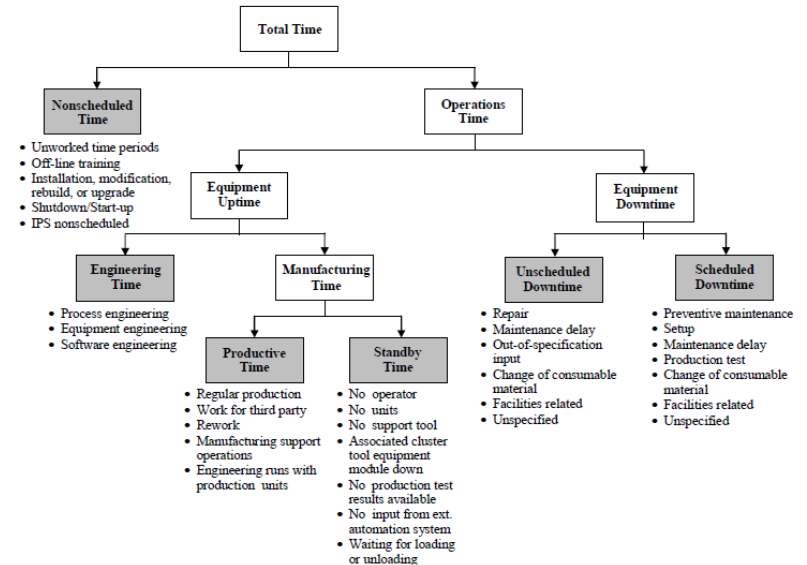 Total Time
Nonscheduled
Time
• Unworked time periods
• Off-line training
• Installation, modification,
rebuild, or upgrade
• Shutdown/Start-up
• IPS nonscheduled
Operations
Time
Equipment
Uptime
Equipment
Downtime
Engineering
Time
• Process engineering
• Equipment engineering
• Software engineering
Manufacturing
Time
Unscheduled
Downtime
• Repair
• Maintenance delay
• Out-of-specification
input
• Change of consumable
material
• Facilities related
• Unspecified
Scheduled
Downtime
• Preventive maintenance
• Setup
• Maintenance delay
• Production test
• Change of consumable
material
• Facilities related
• Unspecified
Productive
Time
• Regular production
• Work for third party
• Rework
• Manufacturing support
operations
• Engineering runs with
production units
Standby
Time
• No operator
• No units
• No support tool
• Associated cluster
tool equipment
module down
• No production test
results available
• No input from ext.
automation system
• Waiting for loading
or unloading